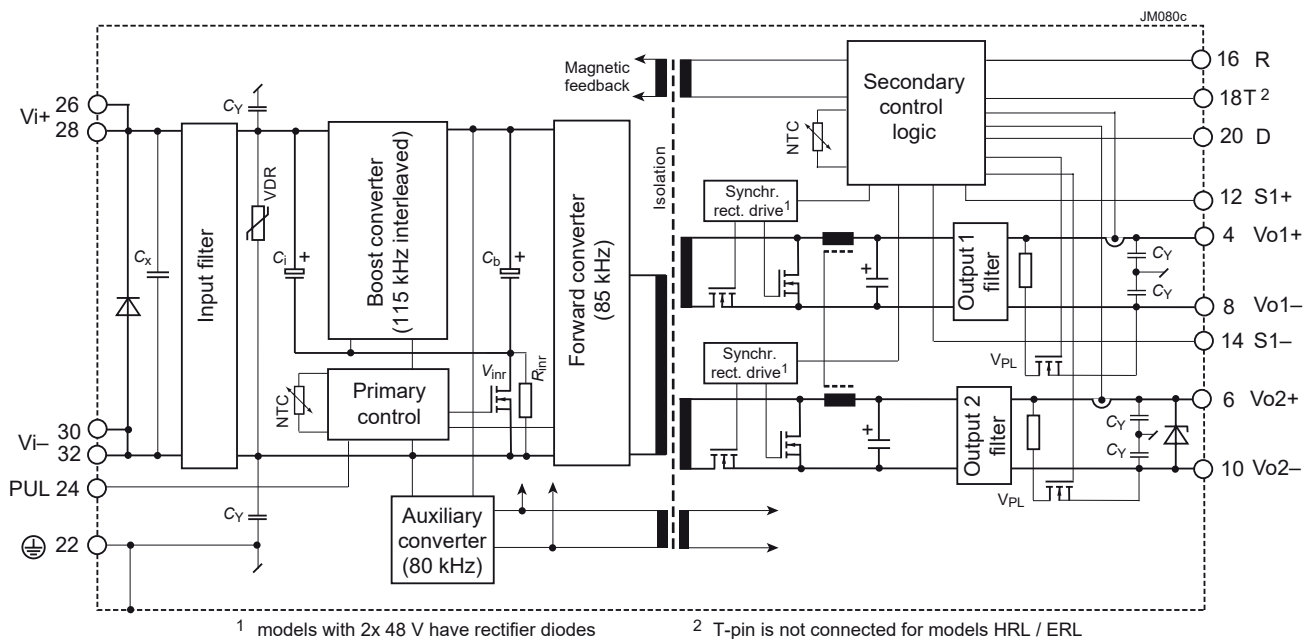 JM080c
Vi+
26
28
Vi–
30
32
PUL 24
22
CY
Cx
Input filter
VDR
CY
Ci
+
Boost converter
(115 kHz interleaved)
Cb
+
Forward converter
(85 kHz)
NTC
Primary
control
Vinr
Rinr
Auxiliary
converter
(80 kHz)
Magnetic
feedback
Isolation
NTC
Secondary
control
logic
Synchr.
rect. drive1
+
Output 1
filter
CY
CY
VPL
Synchr.
rect. drive1
+
Output 2
filter
CY
CY
VPL
16 R
18 T 2
20 D
12 S1+
4 Vo1+
8 Vo1–
14 S1–
6 Vo2+
10 Vo2–
1 models with 2x 48 V have rectifier diodes
2 T-pin is not connected for models HRL / ERL